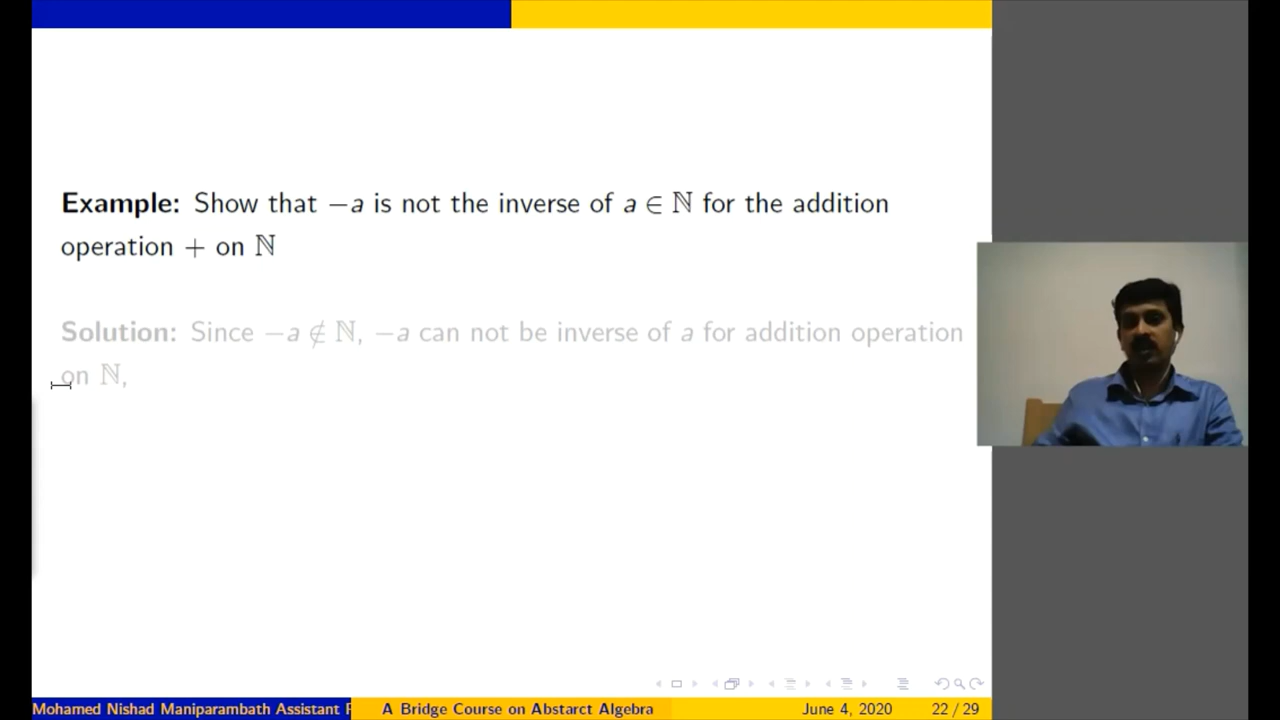 Example: Show that −a is not the inverse of a ∈ ℕ for the addition
operation + on ℕ
Solution: Since −a ∉ ℕ, −a can not be inverse of a for addition operation
on ℕ,
Mohamed Nishad Maniparambath Assistant P A Bridge Course on Abstarct Algebra June 4, 2020 22 / 29